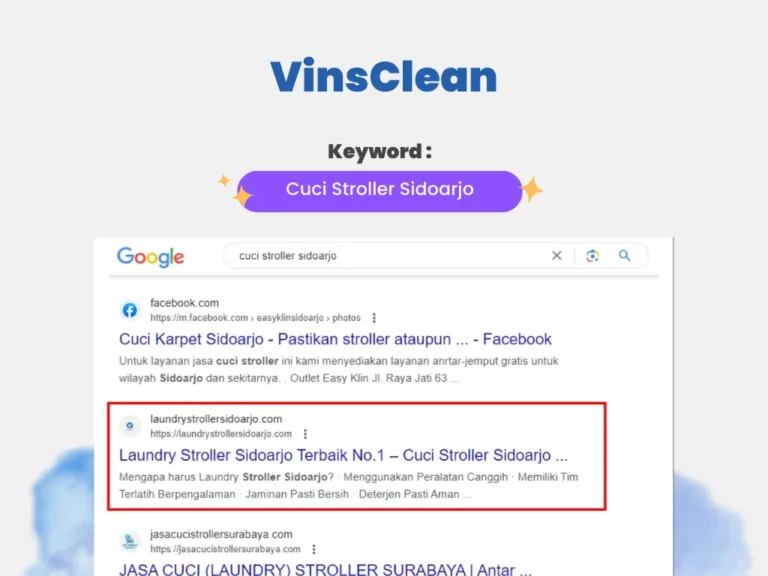 VinsClean
Keyword :
Cuci Stroller Sidoarjo
Google
cuci stroller sidoarjo
facebook.com
https://m.facebook.com › easyklinsidoarjo › photos
Cuci Karpet Sidoarjo - Pastikan stroller ataupun ... - Facebook
Untuk layanan jasa cuci stroller ini kami menyediakan layanan anrtar-jemput gratis untuk
wilayah Sidoarjo dan sekitarnya. . Outlet Easy Klin Jl. Raya Jati 63 ...
laundrystrollersidoarjo.com
https://laundrystrollersidoarjo.com
Laundry Stroller Sidoarjo Terbaik No.1 – Cuci Stroller Sidoarjo ...
Mengapa harus Laundry Stroller Sidoarjo? · Menggunakan Peralatan Canggih · Memiliki Tim
Terlatih Berpengalaman · Jaminan Pasti Bersih · Deterjen Pasti Aman ...
jasacucistrollersurabaya.com
https://jasacucistrollersurabaya.com
JASA CUCI (LAUNDRY) STROLLER SURABAYA | Antar ...